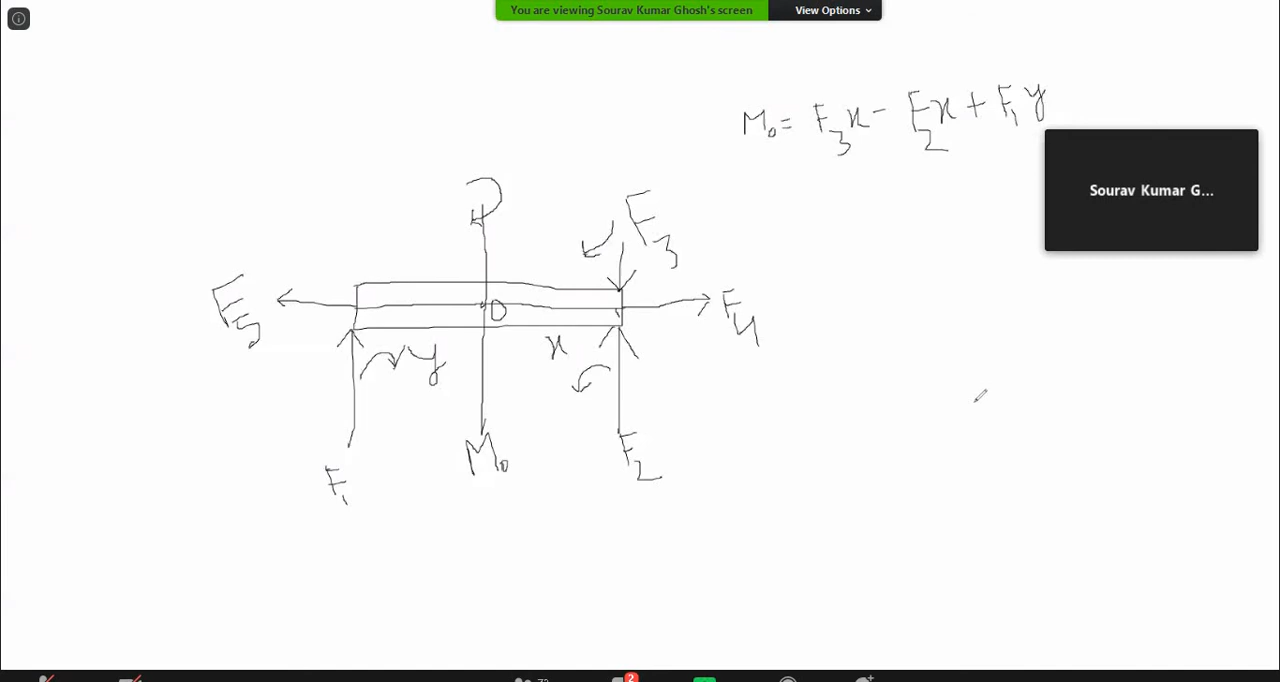 You are viewing Sourav Kumar Ghosh's screen
View Options
M₀ = F₃x - F₂x + F₁y
Sourav Kumar G...
P
F₃
F₅
O
F₄
y
x
M₀
F₂
F₁
2